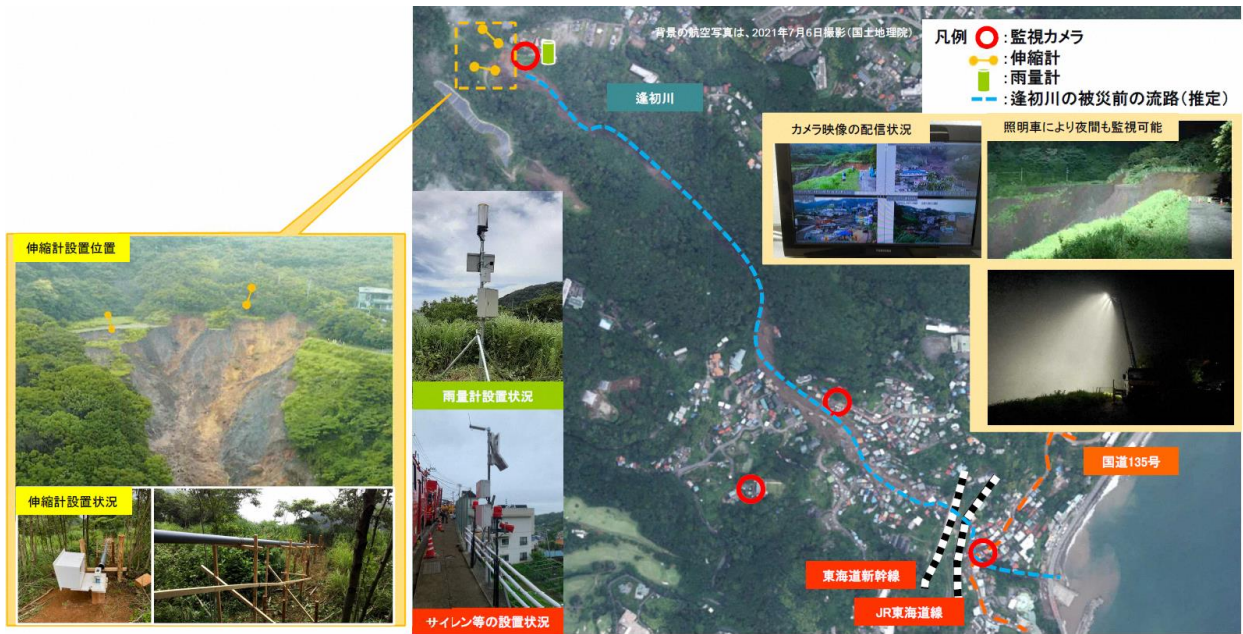 背景の航空写真は、2021年7月6日撮影(国土地理院)
凡例 :監視カメラ
:伸縮計
:雨量計
:逢初川の被災前の流路(推定)
逢初川
カメラ映像の配信状況
照明車により夜間も監視可能
伸縮計設置位置
雨量計設置状況
国道135号
伸縮計設置状況
東海道新幹線
JR東海道線
サイレン等の設置状況